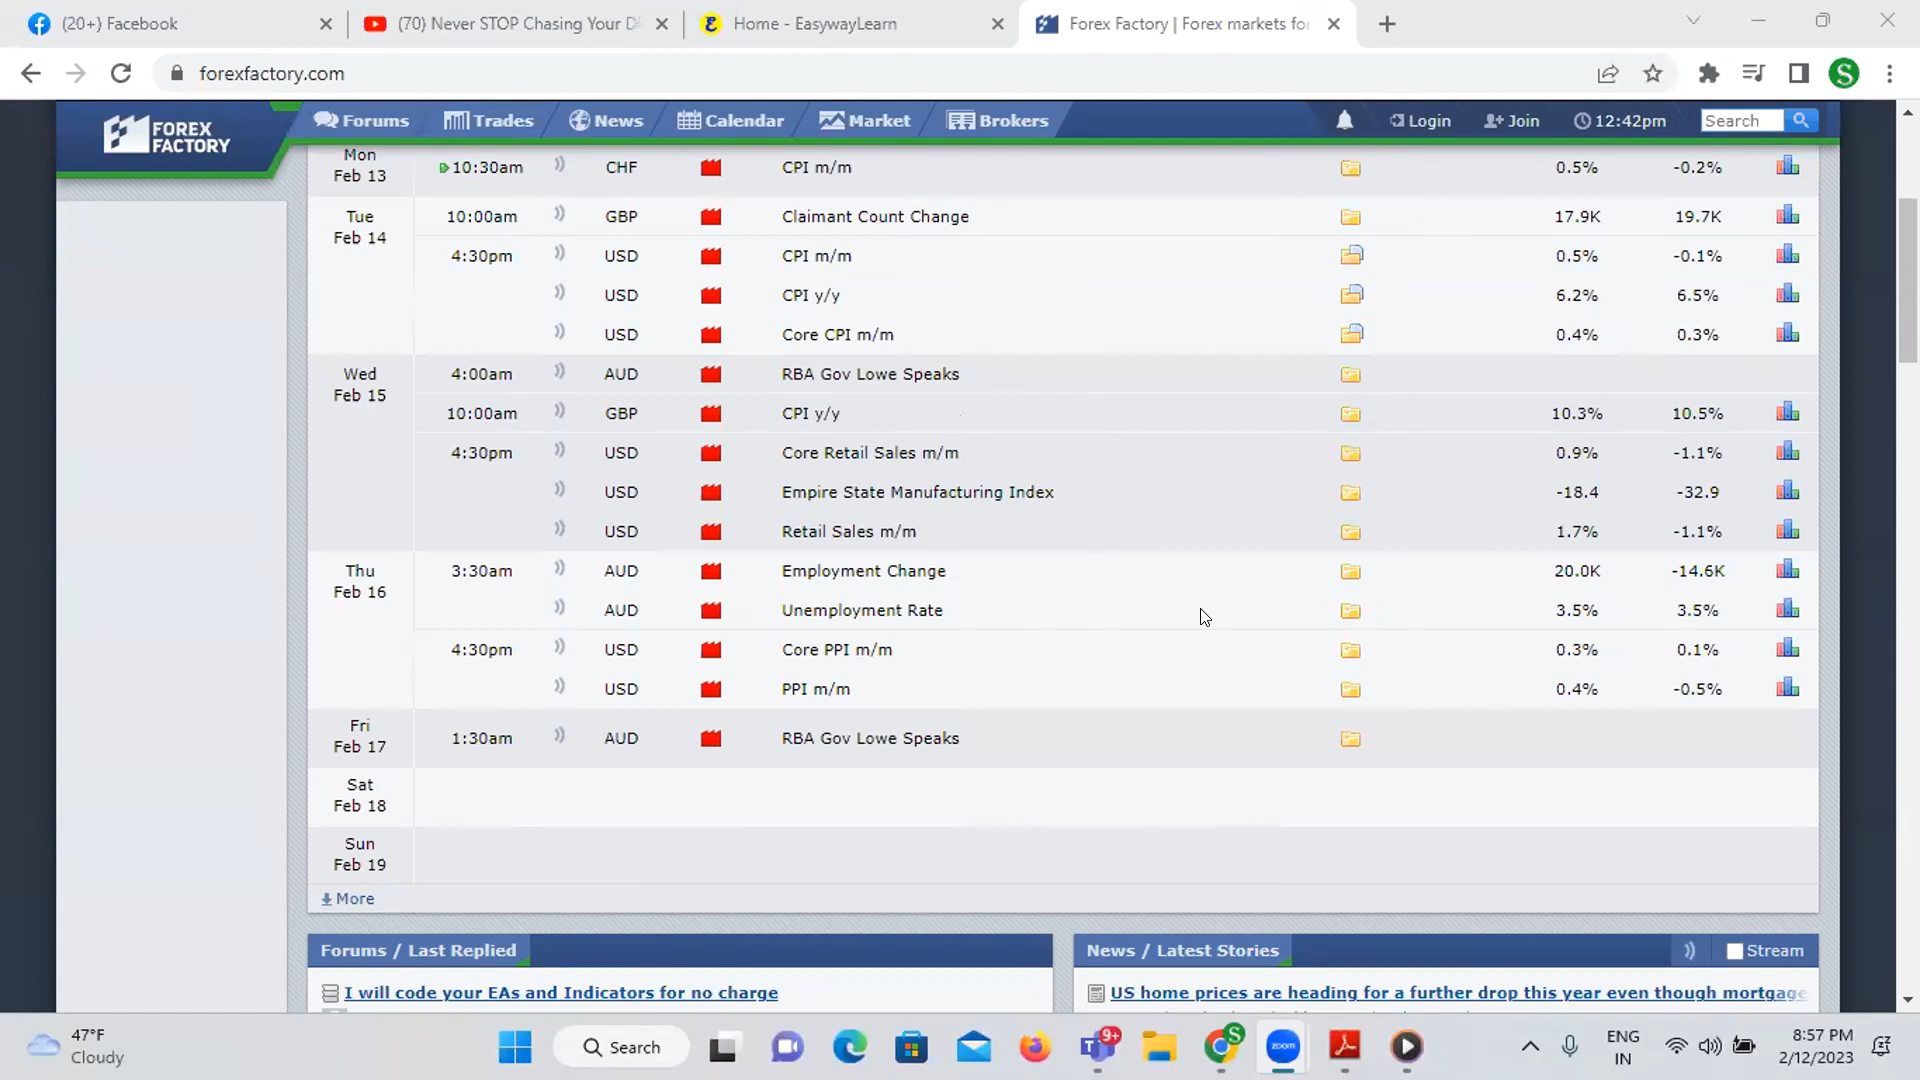 (20+) Facebook
(70) Never STOP Chasing Your D
Home - EasywayLearn
Forex Factory | Forex markets for
forexfactory.com
S
FOREX FACTORY
Forums
Trades
News
Calendar
Market
Brokers
Login
Join
12:42pm
Search
Mon Feb 13 10:30am CHF CPI m/m 0.5% -0.2%
Tue Feb 14 10:00am GBP Claimant Count Change 17.9K 19.7K
4:30pm USD CPI m/m 0.5% -0.1%
USD CPI y/y 6.2% 6.5%
USD Core CPI m/m 0.4% 0.3%
Wed Feb 15 4:00am AUD RBA Gov Lowe Speaks
10:00am GBP CPI y/y 10.3% 10.5%
4:30pm USD Core Retail Sales m/m 0.9% -1.1%
USD Empire State Manufacturing Index -18.4 -32.9
USD Retail Sales m/m 1.7% -1.1%
Thu Feb 16 3:30am AUD Employment Change 20.0K -14.6K
AUD Unemployment Rate 3.5% 3.5%
4:30pm USD Core PPI m/m 0.3% 0.1%
USD PPI m/m 0.4% -0.5%
Fri Feb 17 1:30am AUD RBA Gov Lowe Speaks
Sat Feb 18
Sun Feb 19
More
Forums / Last Replied
News / Latest Stories
Stream
I will code your EAs and Indicators for no charge
US home prices are heading for a further drop this year even though mortgage
47°F
Cloudy
Search
9+
S
zoom
ENG
IN
8:57 PM
2/12/2023